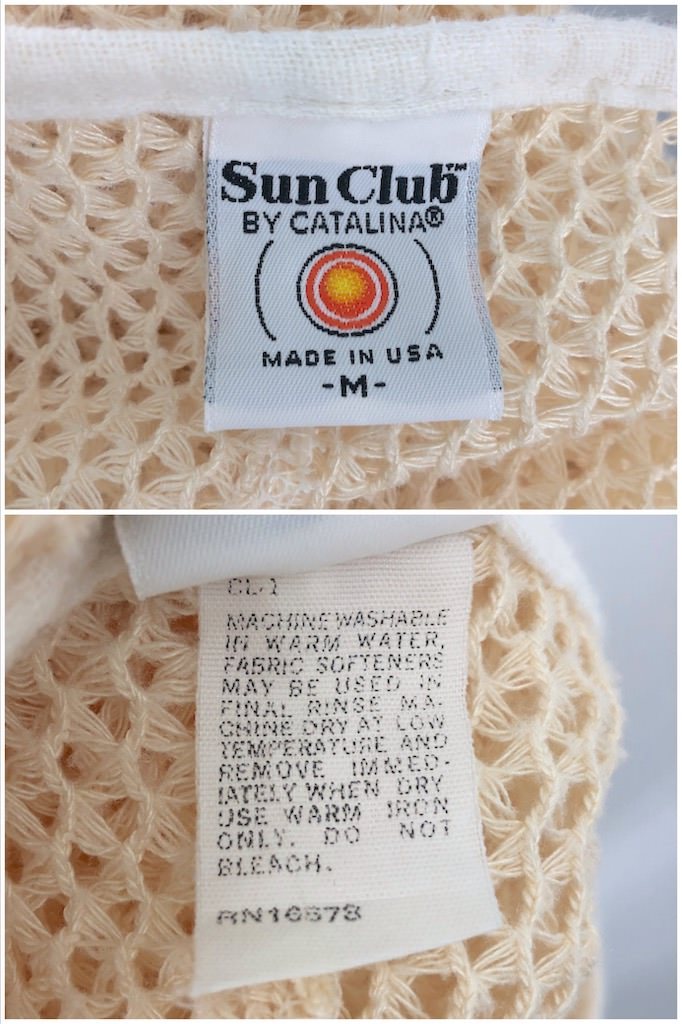 Sun Club™
BY CATALINA®
MADE IN USA
-M-
CL-1
MACHINE WASHABLE
IN WARM WATER,
FABRIC SOFTENERS
MAY BE USED IN
FINAL RINSE MA-
CHINE DRY AT LOW
TEMPERATURE AND
REMOVE IMMED-
IATELY WHEN DRY
USE WARM IRON
ONLY. DO NOT
BLEACH.